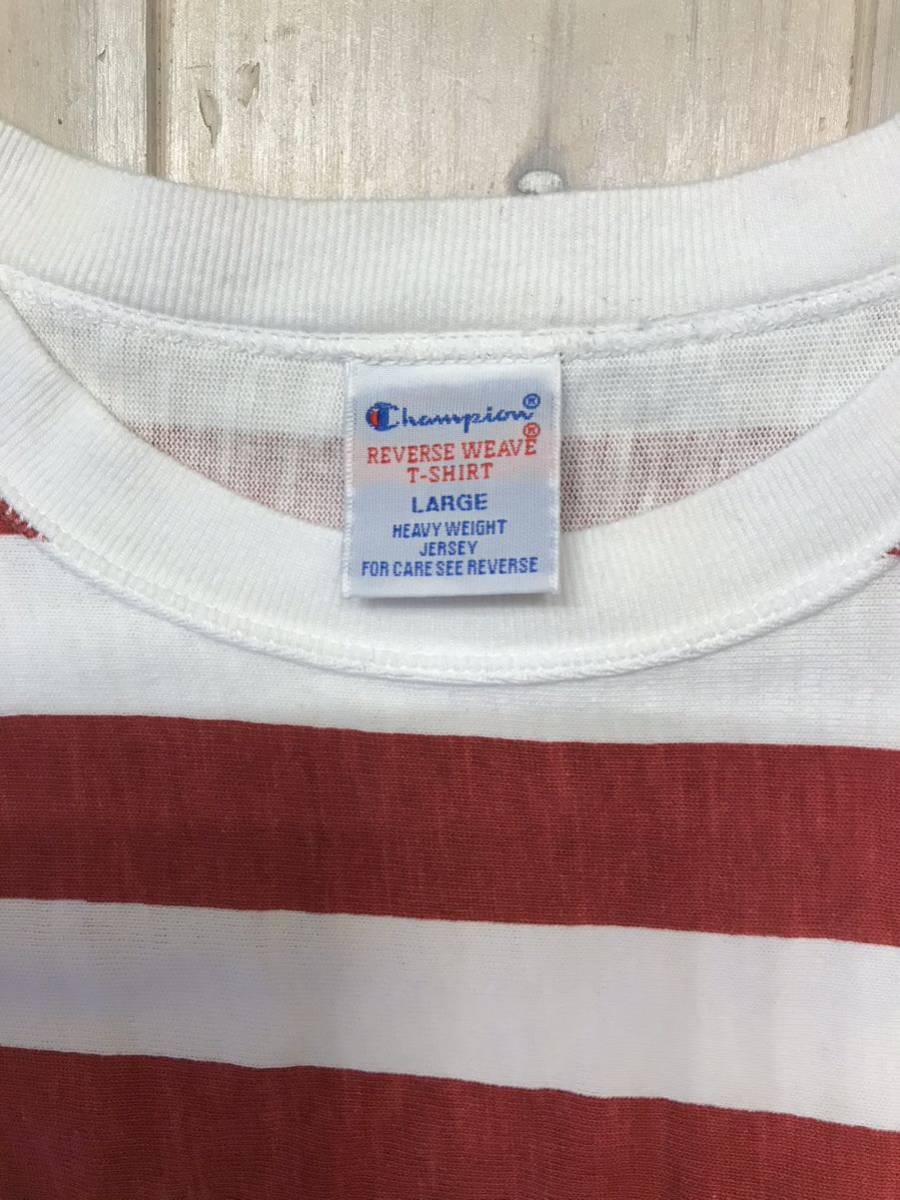 Champion®
REVERSE WEAVE®
T-SHIRT
LARGE
HEAVY WEIGHT
JERSEY
FOR CARE SEE REVERSE